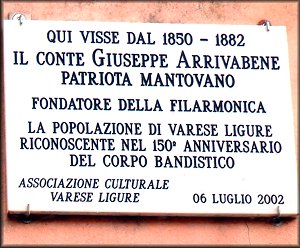 QUI VISSE DAL 1850 - 1882
IL CONTE GIUSEPPE ARRIVABENE
PATRIOTA MANTOVANO
FONDATORE DELLA FILARMONICA
LA POPOLAZIONE DI VARESE LIGURE
RICONOSCENTE NEL 150° ANNIVERSARIO
DEL CORPO BANDISTICO
ASSOCIAZIONE CULTURALE
VARESE LIGURE 06 LUGLIO 2002